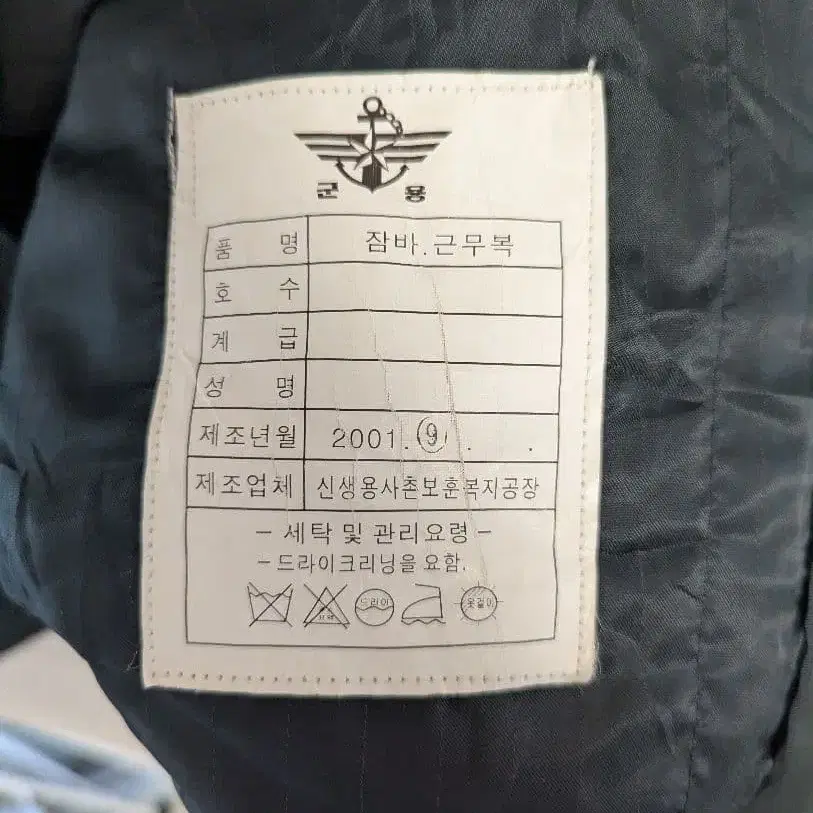 군 용
품 명 잠바.근무복
호 수
계 급
성 명
제조년월 2001.9. .
제조업체 신생용사촌보훈복지공장
- 세탁 및 관리요령 -
- 드라이크리닝을 요함.
드라이 옷걸이